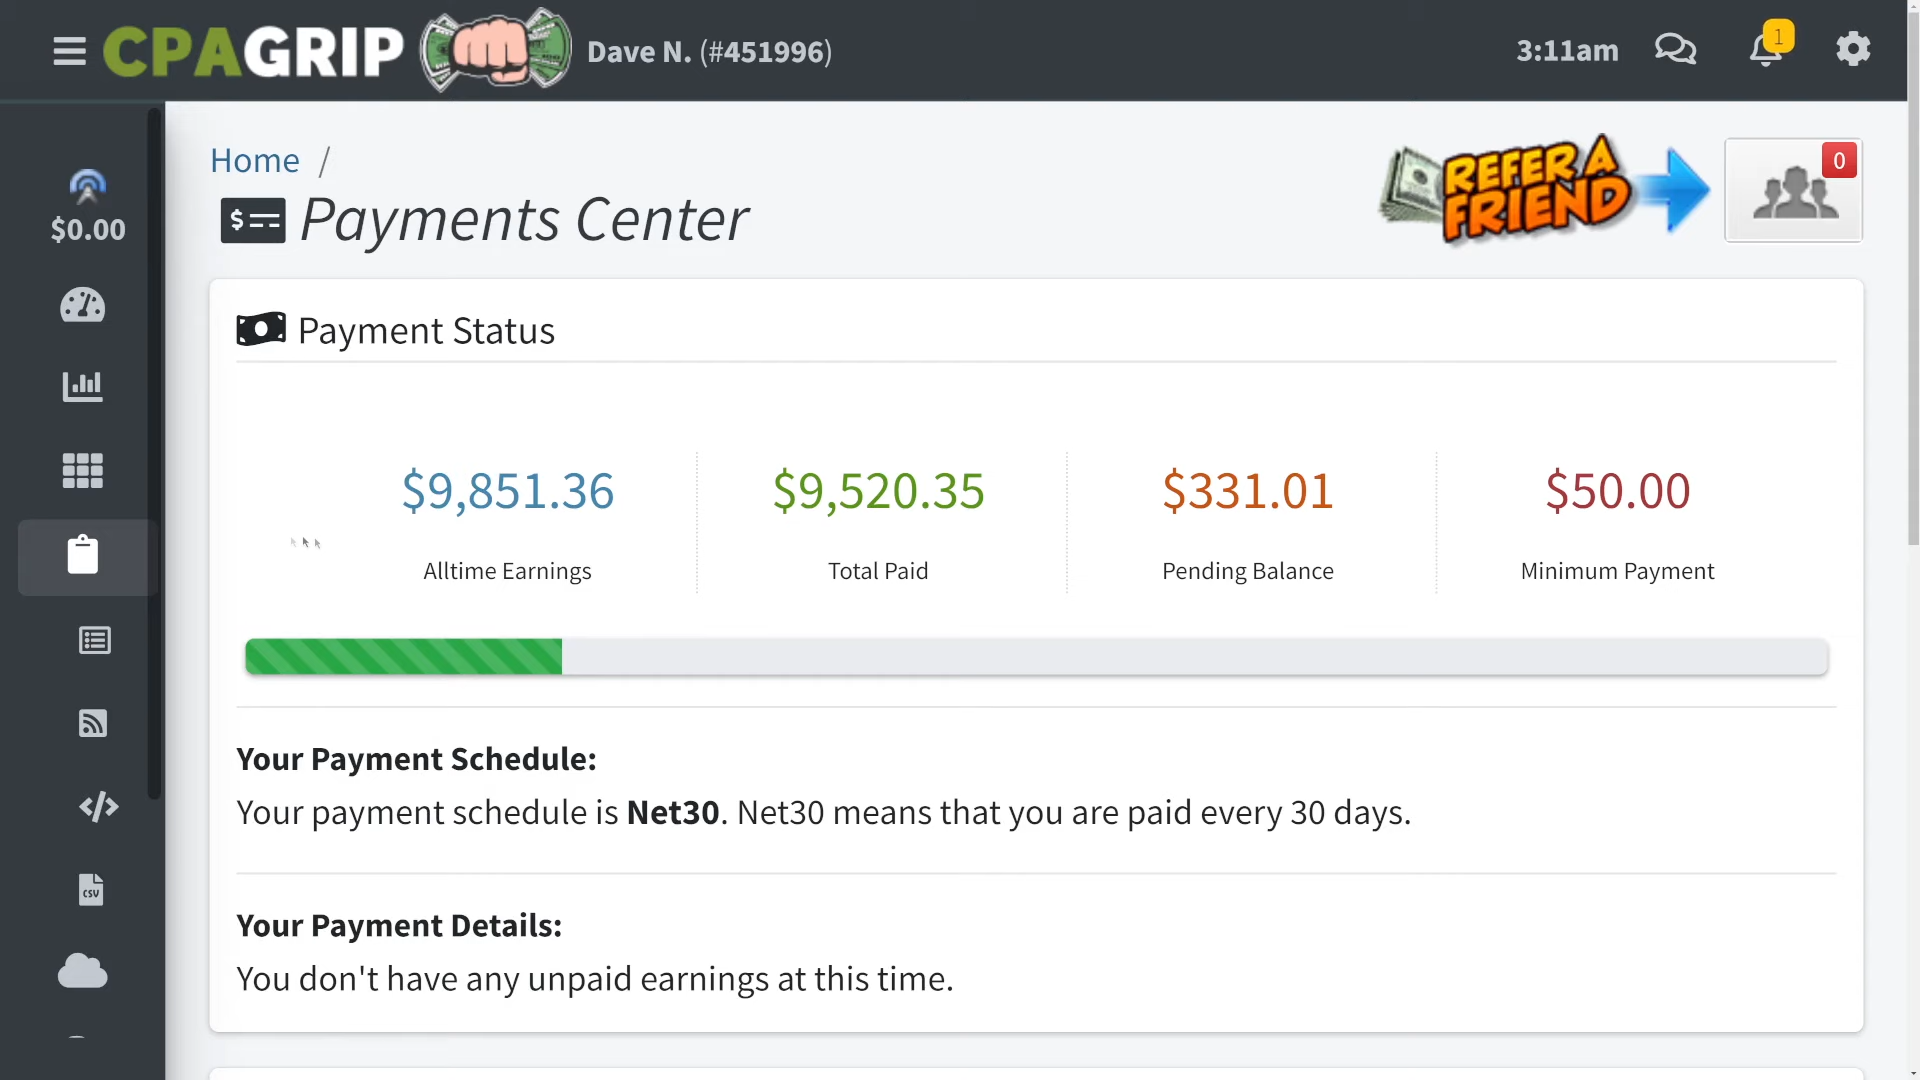 CPAGRIP Dave N. (#451996) 3:11am 1
$0.00
Home /
Payments Center
REFER A
FRIEND
0
Payment Status
$9,851.36 $9,520.35 $331.01 $50.00
Alltime Earnings Total Paid Pending Balance Minimum Payment
Your Payment Schedule:
Your payment schedule is Net30. Net30 means that you are paid every 30 days.
CSV
Your Payment Details:
You don't have any unpaid earnings at this time.